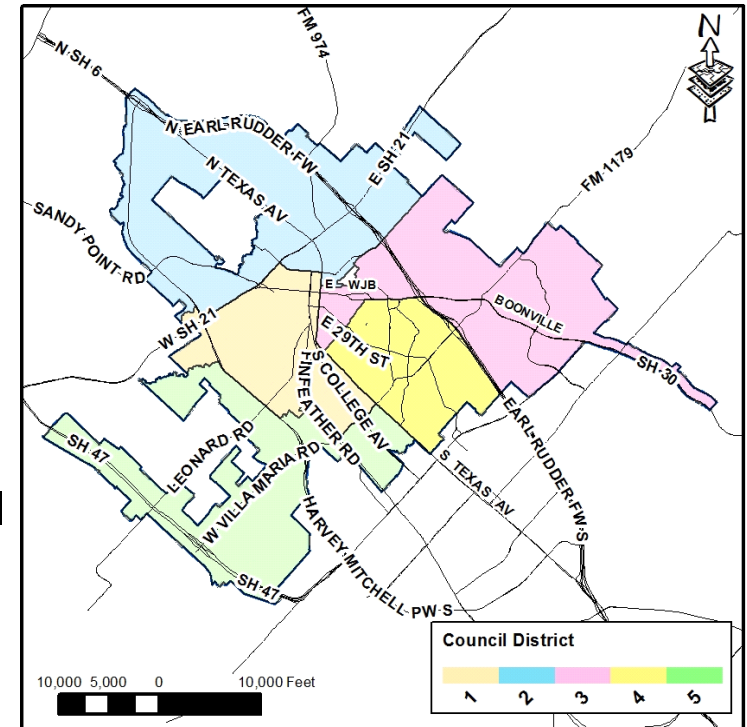 FM 974
N
N SH 6
N EARL RUDDER FW
E SH 21
N TEXAS AV
FM 1179
SANDY POINT RD
E WJB
BOONVILLE
W SH 21
E 29TH ST
SH 30
S COLLEGE AV
FINFEATHER RD
LEONARD RD
SH 47
W VILLA MARIA RD
S TEXAS AV
EARL RUDDER FW S
HARVEY MITCHELL PW S
SH 47
Council District
1 2 3 4 5
10,000 5,000 0 10,000 Feet